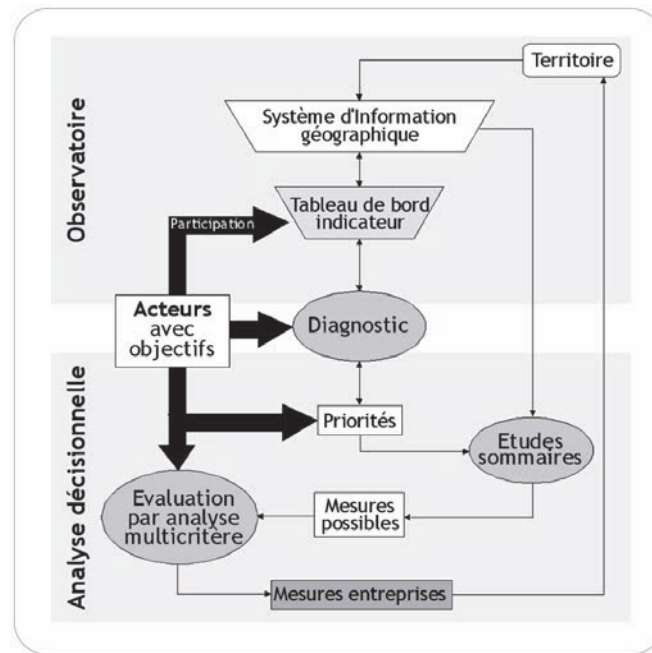 Observatoire
Territoire
Système d'Information
géographique
Participation
Tableau de bord
indicateur
Acteurs
avec
objectifs
Diagnostic
Analyse décisionnelle
Priorités
Etudes
sommaires
Evaluation
par analyse
multicritère
Mesures
possibles
Mesures entreprises